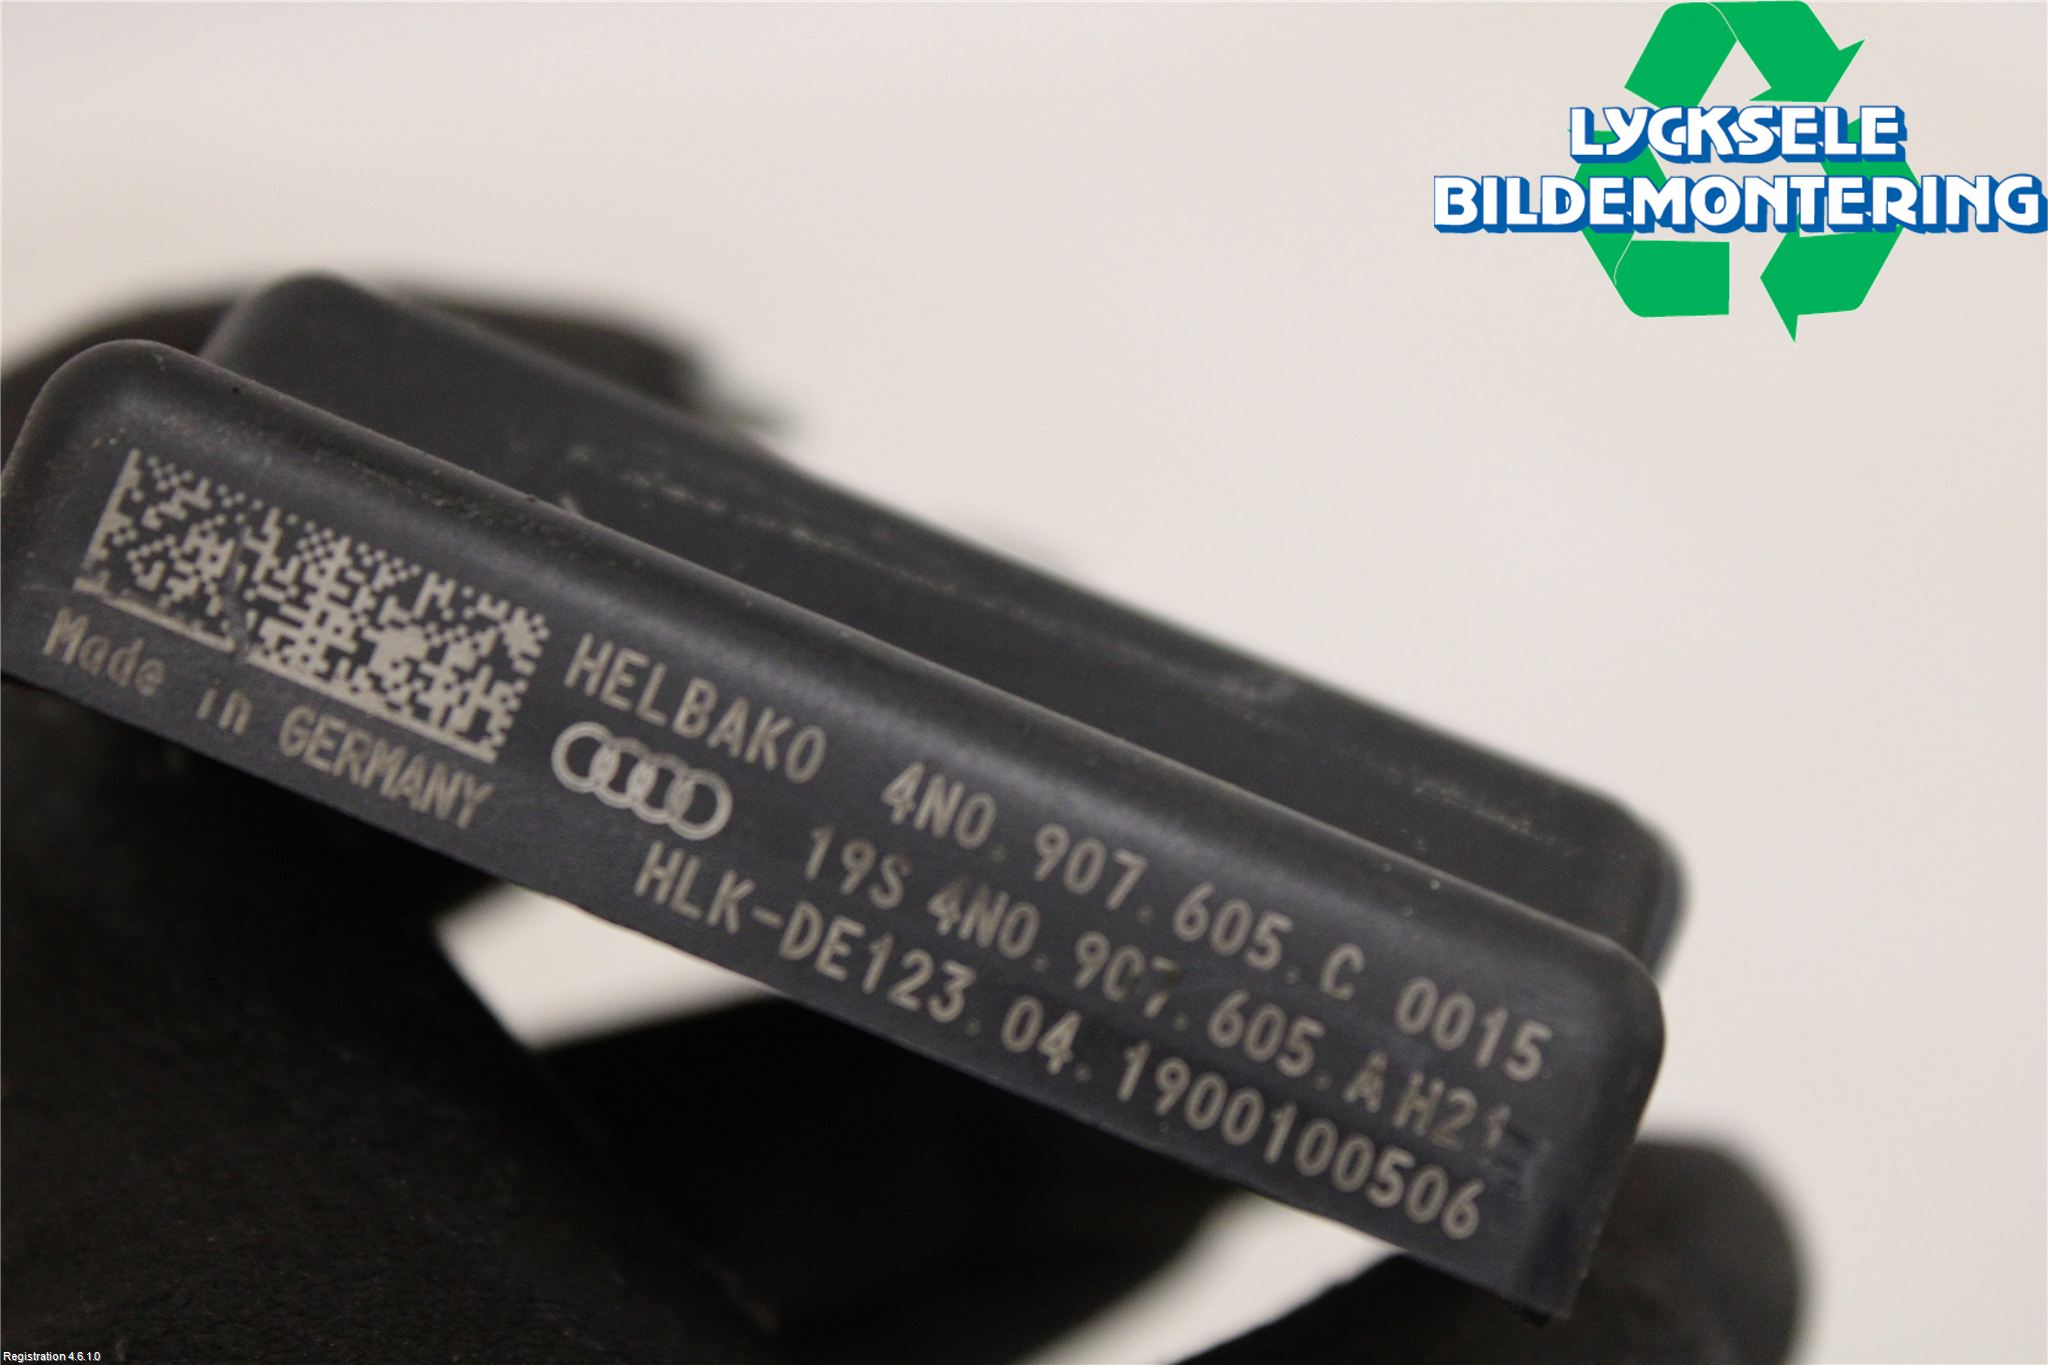 LYCKSELE
BILDEMONTERING
HELBAKO 4N0.907.605.C 0015
19S 4N0.907.605.A H21
HLK-DE123.04.1900100506
Made in GERMANY
Registration 4.6.1.0